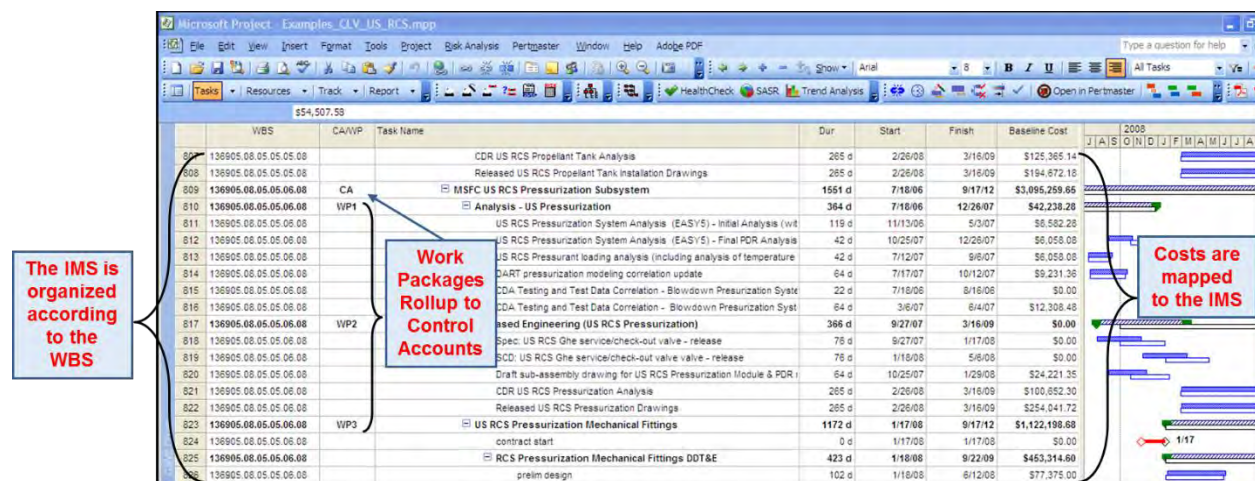 Microsoft Project - Examples_CLV_US_RCS.mpp
File Edit View Insert Format Tools Project Risk Analysis Pertmaster Window Help Adobe PDF Type a question for help
Show Arial 8 B I U All Tasks
Tasks Resources Track Report HealthCheck SASR Trend Analysis Open in Pertmaster
$54,507.58
WBS CA/WP Task Name Dur Start Finish Baseline Cost 2008
J A S O N D J F M A M J J A
807 136905.08.05.05.05.08 CDR US RCS Propellant Tank Analysis 265 d 2/26/08 3/16/09 $125,365.14
808 136905.08.05.05.05.08 Released US RCS Propellant Tank Installation Drawings 265 d 2/26/08 3/16/09 $194,672.18
809 136905.08.05.05.06.08 CA MSFC US RCS Pressurization Subsystem 1551 d 7/18/06 9/17/12 $3,095,259.65
810 136905.08.05.05.06.08 WP1 Analysis - US Pressurization 364 d 7/18/06 12/26/07 $42,238.28
811 136905.08.05.05.06.08 US RCS Pressurization System Analysis (EASY5) - Initial Analysis (wit 119 d 11/13/06 5/3/07 $8,582.28
812 136905.08.05.05.06.08 US RCS Pressurization System Analysis (EASY5) - Final PDR Analysis 42 d 10/25/07 12/26/07 $6,058.08
813 136905.08.05.05.06.08 US RCS Pressurant loading analysis (including analysis of temperature 42 d 7/12/07 9/6/07 $6,058.08
814 136905.08.05.05.06.08 DART pressurization modeling correlation update 64 d 7/17/07 10/12/07 $9,231.36
815 136905.08.05.05.06.08 CDA Testing and Test Data Correlation - Blowdown Presurization Syste 22 d 7/18/06 8/16/06 $0.00
816 136905.08.05.05.06.08 CDA Testing and Test Data Correlation - Blowdown Presurization Syst 64 d 3/6/07 6/4/07 $12,308.48
817 136905.08.05.05.06.08 WP2 ased Engineering (US RCS Pressurization) 366 d 9/27/07 3/16/09 $0.00
818 136905.08.05.05.06.08 Spec: US RCS Ghe service/check-out valve - release 76 d 9/27/07 1/17/08 $0.00
819 136905.08.05.05.06.08 SCD: US RCS Ghe service/check-out valve valve - release 76 d 1/18/08 5/6/08 $0.00
820 136905.08.05.05.06.08 Draft sub-assembly drawing for US RCS Pressurization Module & PDR r 64 d 10/25/07 1/29/08 $24,221.35
821 136905.08.05.05.06.08 CDR US RCS Pressurization Analysis 265 d 2/26/08 3/16/09 $100,652.30
822 136905.08.05.05.06.08 Released US RCS Pressurization Drawings 265 d 2/26/08 3/16/09 $254,041.72
823 136905.08.05.05.06.08 WP3 US RCS Pressurization Mechanical Fittings 1172 d 1/17/08 9/17/12 $1,122,198.68
824 136905.08.05.05.06.08 contract start 0 d 1/17/08 1/17/08 $0.00 1/17
825 136905.08.05.05.06.08 RCS Pressurization Mechanical Fittings DDT&E 423 d 1/18/08 9/22/09 $453,314.60
826 136905.08.05.05.06.08 prelim design 102 d 1/18/08 6/12/08 $77,375.00
The IMS is
organized
according
to the
WBS
Work
Packages
Rollup to
Control
Accounts
Costs are
mapped
to the IMS